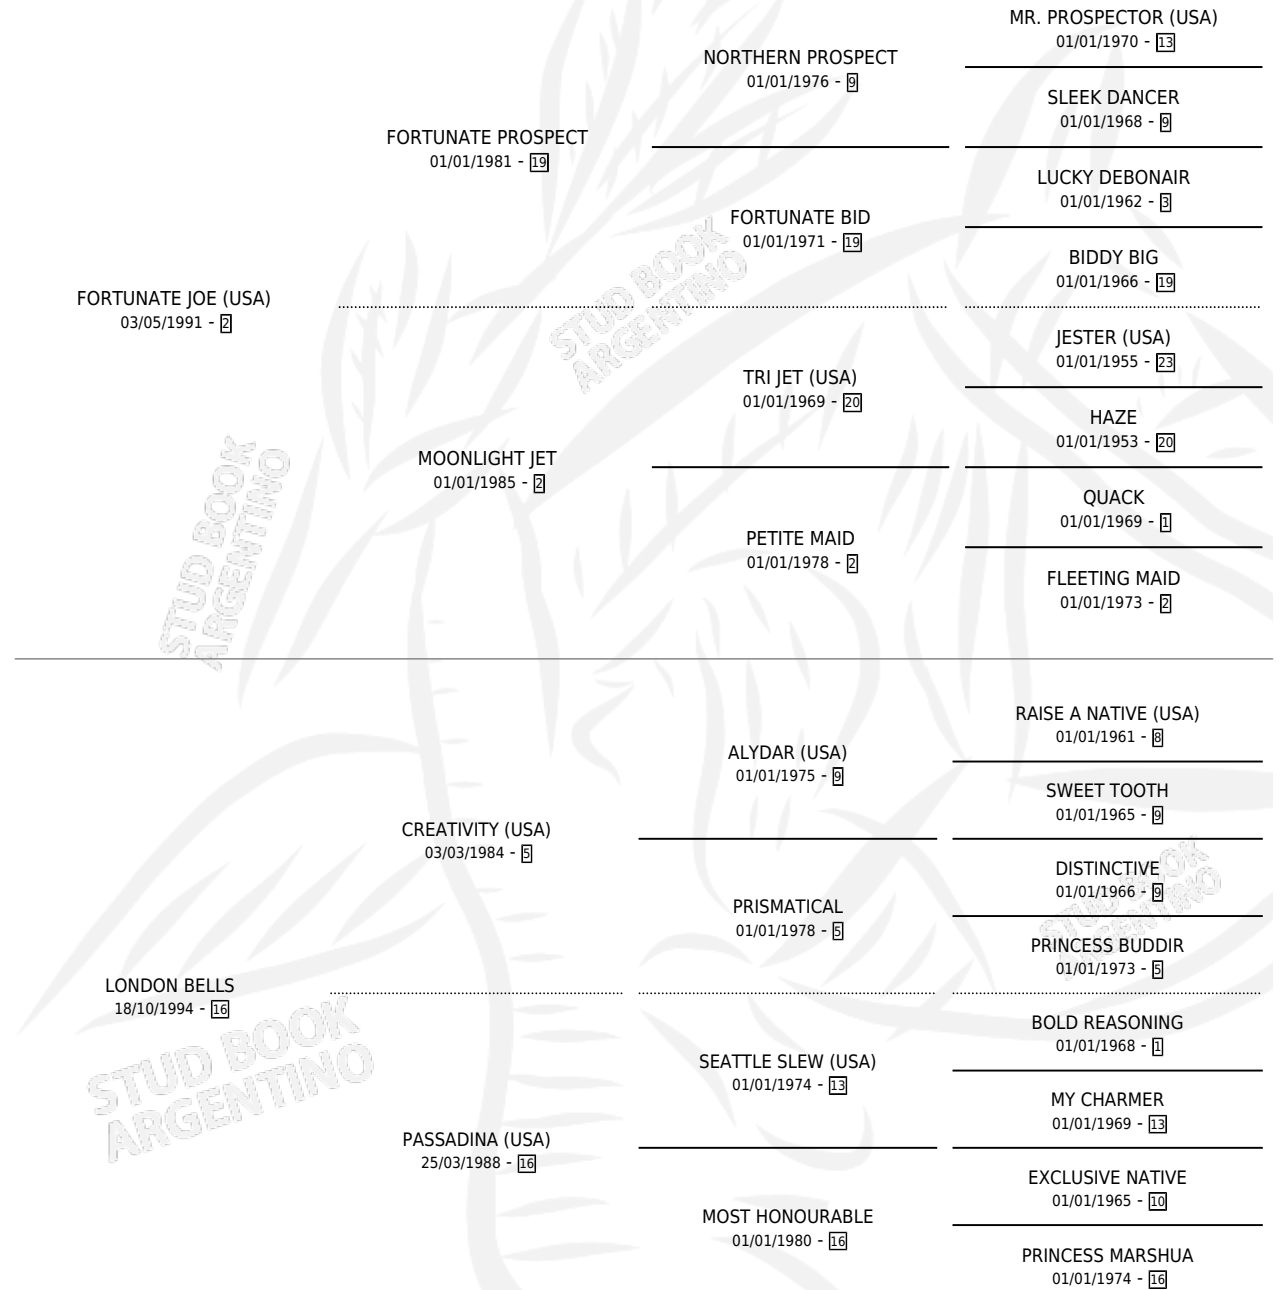 MR. PROSPECTOR (USA)
01/01/1970 - 13
NORTHERN PROSPECT
01/01/1976 - 9
SLEEK DANCER
01/01/1968 - 9
FORTUNATE PROSPECT
01/01/1981 - 19
LUCKY DEBONAIR
01/01/1962 - 3
FORTUNATE BID
01/01/1971 - 19
BIDDY BIG
01/01/1966 - 19
STUD BOOK
ARGENTINO
FORTUNATE JOE (USA)
03/05/1991 - 2
JESTER (USA)
01/01/1955 - 23
TRI JET (USA)
01/01/1969 - 20
HAZE
01/01/1953 - 20
MOONLIGHT JET
01/01/1985 - 2
QUACK
01/01/1969 - 1
PETITE MAID
01/01/1978 - 2
FLEETING MAID
01/01/1973 - 2
STUD BOOK
ARGENTINO
RAISE A NATIVE (USA)
01/01/1961 - 8
ALYDAR (USA)
01/01/1975 - 9
SWEET TOOTH
01/01/1965 - 9
CREATIVITY (USA)
03/03/1984 - 5
DISTINCTIVE
01/01/1966 - 9
PRISMATICAL
01/01/1978 - 5
PRINCESS BUDDIR
01/01/1973 - 5
STUD BOOK
ARGENTINO
LONDON BELLS
18/10/1994 - 16
BOLD REASONING
01/01/1968 - 1
SEATTLE SLEW (USA)
01/01/1974 - 13
MY CHARMER
01/01/1969 - 13
STUD BOOK
ARGENTINO
PASSADINA (USA)
25/03/1988 - 16
EXCLUSIVE NATIVE
01/01/1965 - 10
MOST HONOURABLE
01/01/1980 - 16
PRINCESS MARSHUA
01/01/1974 - 16